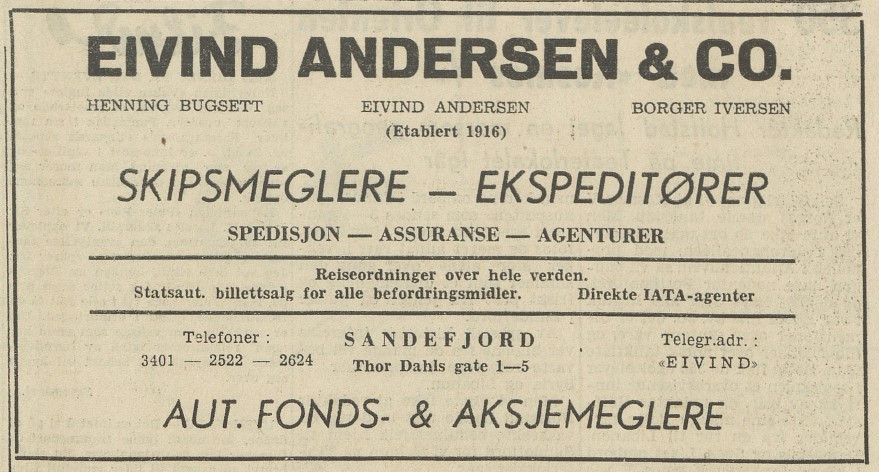 EIVIND ANDERSEN & CO.
HENNING BUGSETT EIVIND ANDERSEN BORGER IVERSEN
(Etablert 1916)
SKIPSMEGLERE — EKSPEDITØRER
SPEDISJON — ASSURANSE — AGENTURER
Reiseordninger over hele verden.
Statsaut. billettsalg for alle befordringsmidler. Direkte IATA-agenter
Telefoner : SANDEFJORD Telegr.adr. :
3401 — 2522 — 2624 Thor Dahls gate 1—5 «EIVIND»
AUT. FONDS- & AKSJEMEGLERE